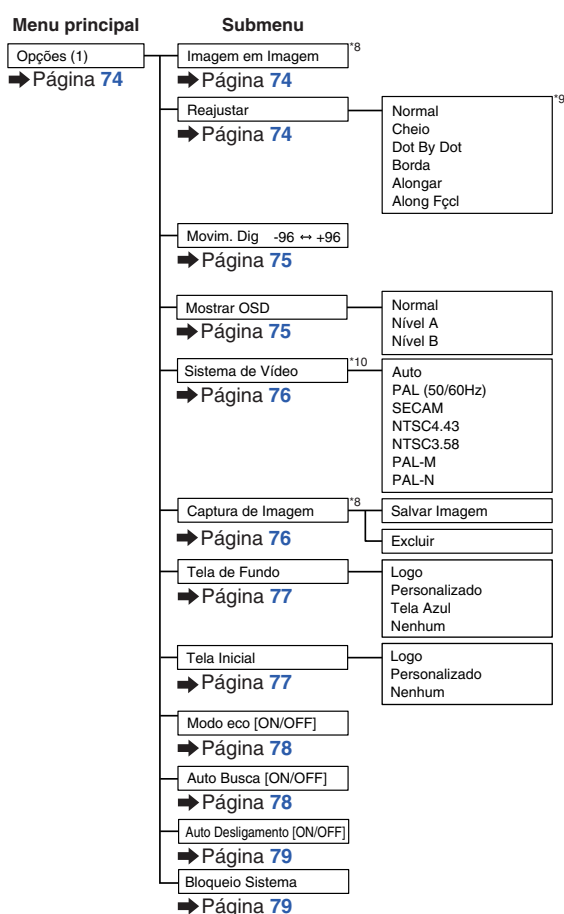 Menu principal Submenu
Opções (1) Imagem em Imagem *8
➡ Página 74 ➡ Página 74
Reajustar
➡ Página 74
*9
Normal
Cheio
Dot By Dot
Borda
Alongar
Along Fçcl
Movim. Dig -96 ↔ +96
➡ Página 75
Mostrar OSD
➡ Página 75
Normal
Nível A
Nível B
Sistema de Vídeo *10
➡ Página 76
Auto
PAL (50/60Hz)
SECAM
NTSC4.43
NTSC3.58
PAL-M
PAL-N
Captura de Imagem *8
➡ Página 76
Salvar Imagem
Excluir
Tela de Fundo
➡ Página 77
Logo
Personalizado
Tela Azul
Nenhum
Tela Inicial
➡ Página 77
Logo
Personalizado
Nenhum
Modo eco [ON/OFF]
➡ Página 78
Auto Busca [ON/OFF]
➡ Página 78
Auto Desligamento [ON/OFF]
➡ Página 79
Bloqueio Sistema
➡ Página 79